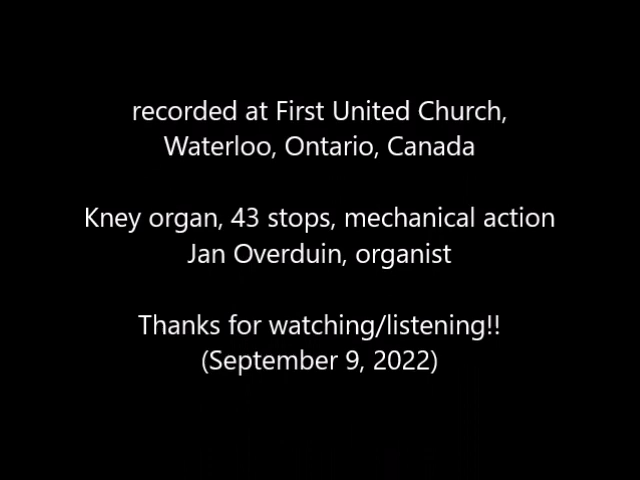 recorded at First United Church,
Waterloo, Ontario, Canada
Kney organ, 43 stops, mechanical action
Jan Overduin, organist
Thanks for watching/listening!!
(September 9, 2022)